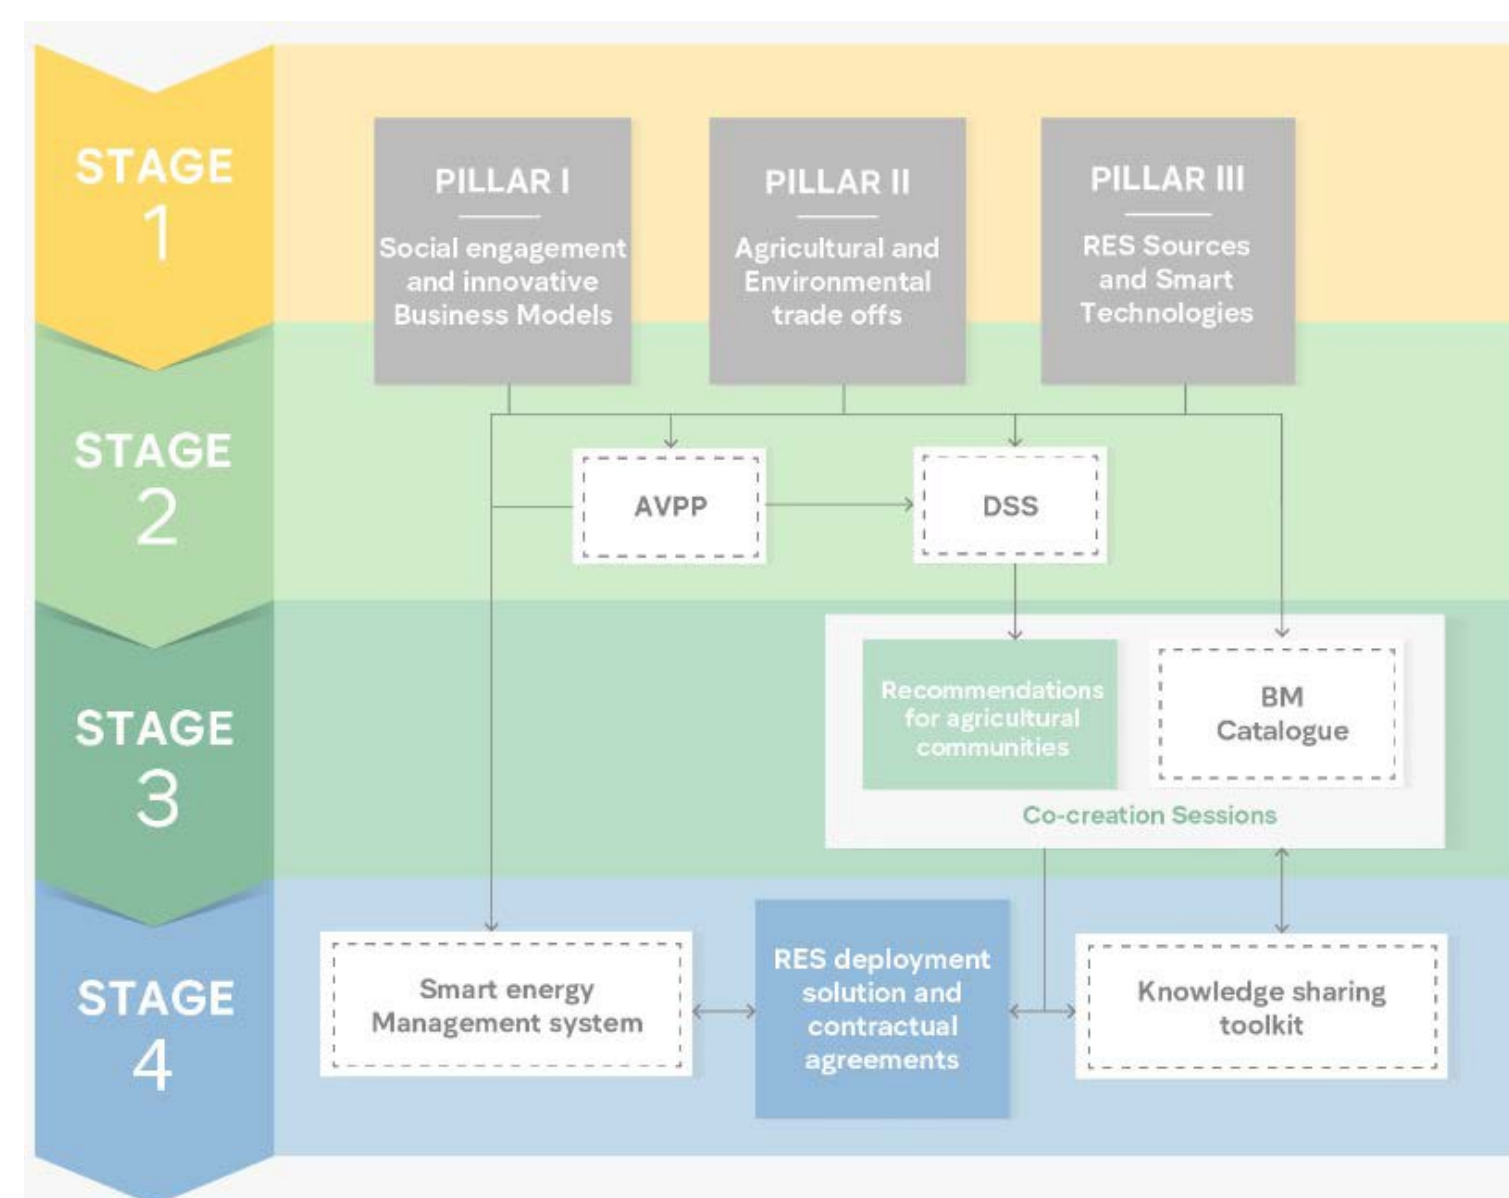 STAGE
1
PILLAR I
Social engagement
and innovative
Business Models
PILLAR II
Agricultural and
Environmental
trade offs
PILLAR III
RES Sources
and Smart
Technologies
STAGE
2
AVPP
DSS
STAGE
3
Recommendations
for agricultural
communities
BM
Catalogue
Co-creation Sessions
STAGE
4
Smart energy
Management system
RES deployment
solution and
contractual
agreements
Knowledge sharing
toolkit